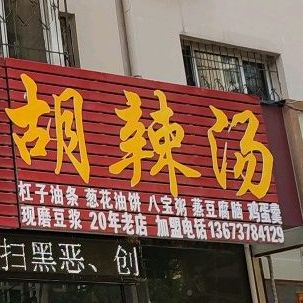 胡辣汤
杠子油条 葱花油饼 八宝粥 蒸豆腐脑 鸡蛋羹
现磨豆浆 20年老店 加盟电话13673784129
扫黑恶、创